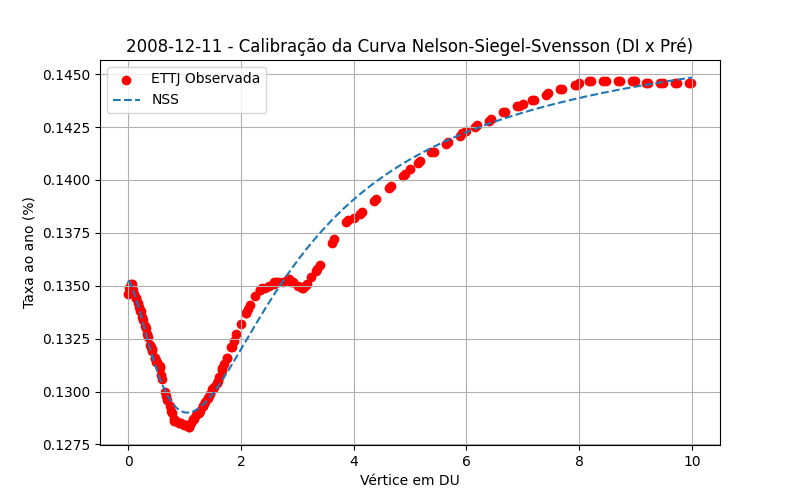 2008-12-11 - Calibração da Curva Nelson-Siegel-Svensson (DI x Pré)
ETTJ Observada
NSS
Taxa ao ano (%)
0.1450
0.1425
0.1400
0.1375
0.1350
0.1325
0.1300
0.1275
0 2 4 6 8 10
Vértice em DU